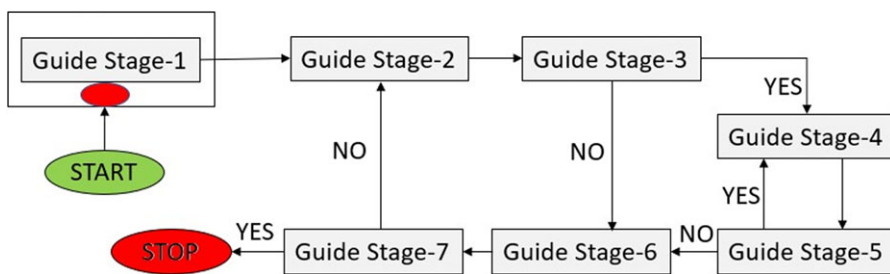 Guide Stage-1
Guide Stage-2
Guide Stage-3
YES
Guide Stage-4
START
NO
NO
YES
STOP
YES
Guide Stage-7
Guide Stage-6
NO
Guide Stage-5